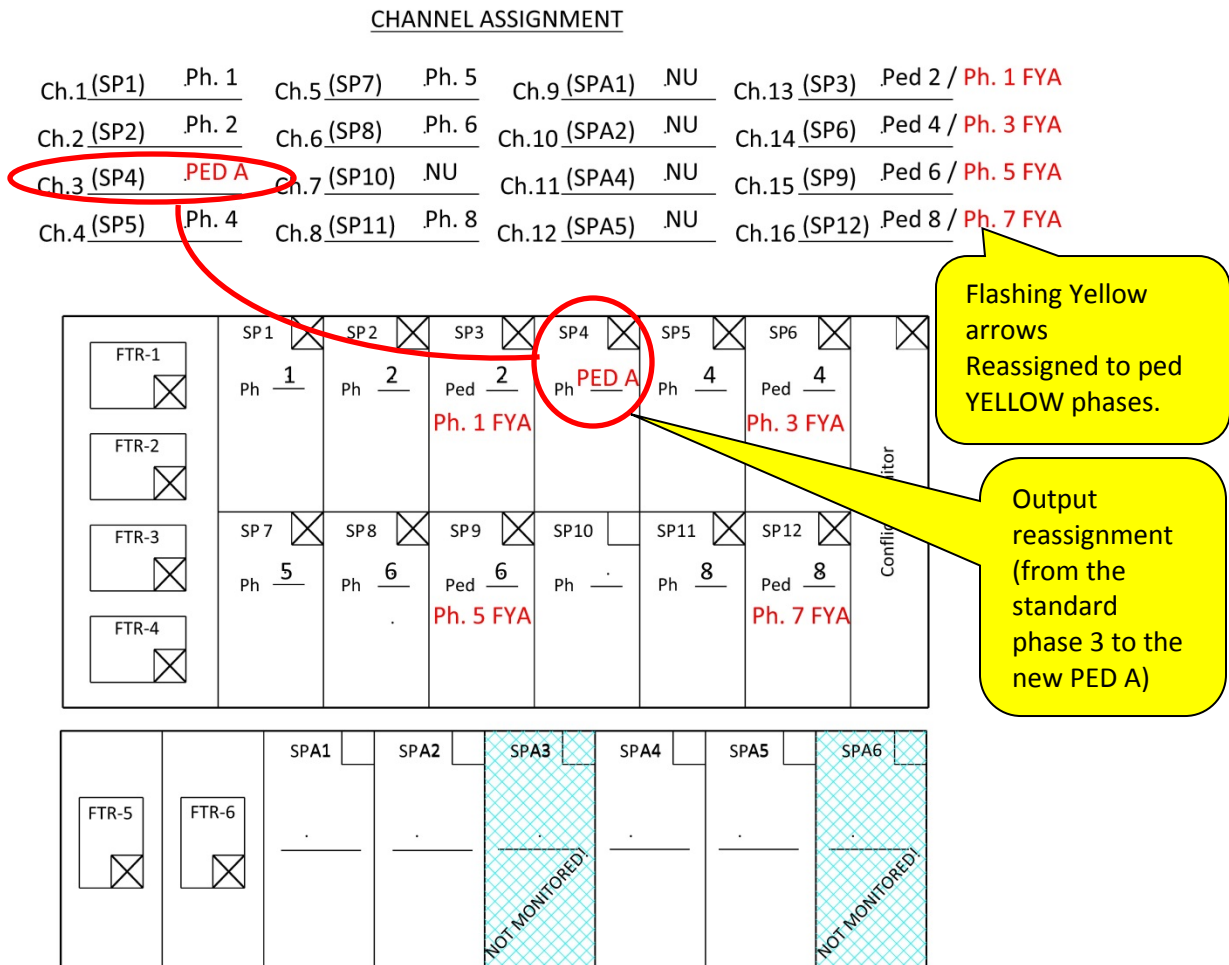 CHANNEL ASSIGNMENT
Ch.1 (SP1) .Ph. 1 Ch.5 (SP7) .Ph. 5 Ch.9 (SPA1) .NU Ch.13 (SP3) .Ped 2 / Ph. 1 FYA
Ch.2 (SP2) .Ph. 2 Ch.6 (SP8) .Ph. 6 Ch.10 (SPA2) .NU Ch.14 (SP6) .Ped 4 / Ph. 3 FYA
Ch.3 (SP4) .PED A Ch.7 (SP10) .NU Ch.11 (SPA4) .NU Ch.15 (SP9) .Ped 6 / Ph. 5 FYA
Ch.4 (SP5) .Ph. 4 Ch.8 (SP11) .Ph. 8 Ch.12 (SPA5) .NU Ch.16 (SP12) .Ped 8 / Ph. 7 FYA
Flashing Yellow
arrows
Reassigned to ped
YELLOW phases.
FTR-1
FTR-2
FTR-3
FTR-4
SP1 SP2 SP3 SP4 SP5 SP6
Ph 1 Ph 2 Ped 2 Ph PED A Ph 4 Ped 4
Ph. 1 FYA Ph. 3 FYA
SP7 SP8 SP9 SP10 SP11 SP12
Ph 5 Ph 6 Ped 6 Ph . Ph 8 Ped 8
. Ph. 5 FYA Ph. 7 FYA
Output
reassignment
(from the
standard
phase 3 to the
new PED A)
SPA1 SPA2 SPA3 SPA4 SPA5 SPA6
FTR-5 FTR-6
. . . . . .
NOT MONITORED! NOT MONITORED!